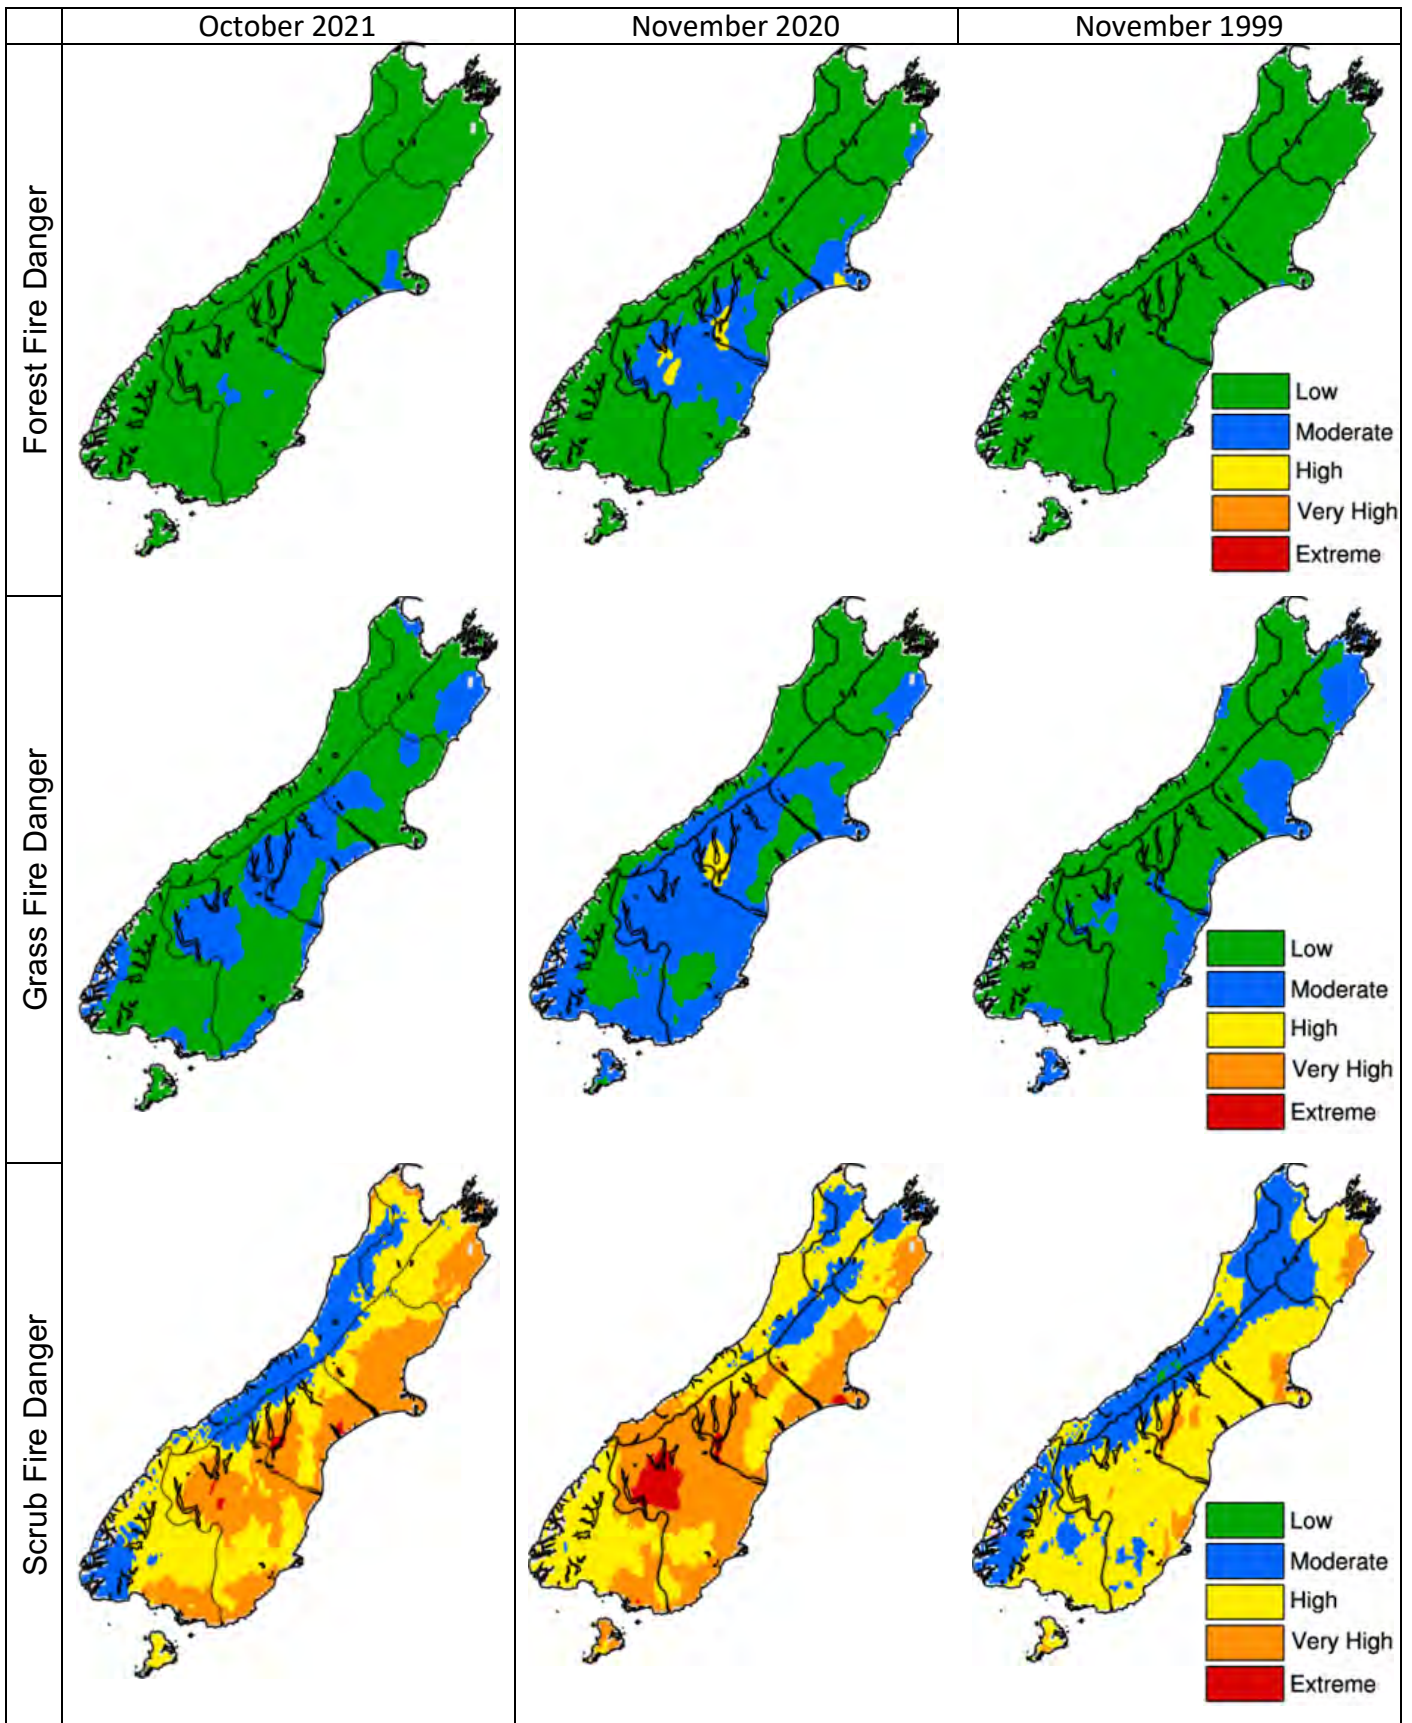 October 2021
November 2020
November 1999
Forest Fire Danger
Low
Moderate
High
Very High
Extreme
Grass Fire Danger
Low
Moderate
High
Very High
Extreme
Scrub Fire Danger
Low
Moderate
High
Very High
Extreme